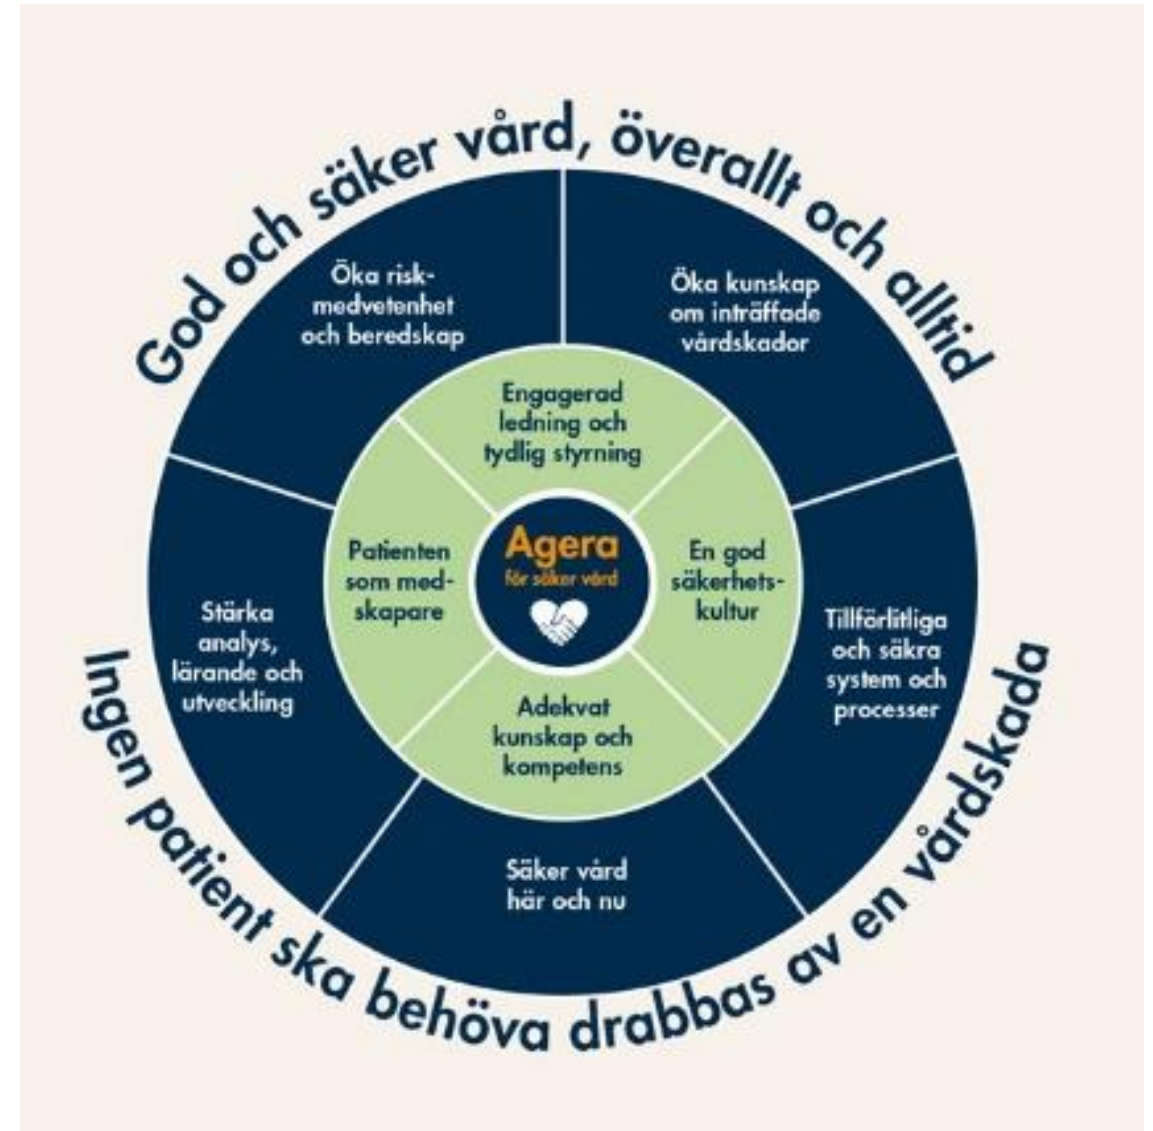 God och säker vård, överallt och alltid
Öka risk-
medvetenhet
och beredskap
Öka kunskap
om inträffade
vårdskador
Engagerad
ledning och
tydlig styrning
Patienten
som med-
skapare
Agera
för säker vård
En god
säkerhets-
kultur
Stärka
analys,
lärande och
utveckling
Tillförlitliga
och säkra
system och
processer
Adekvat
kunskap och
kompetens
Säker vård
här och nu
Ingen patient ska behöva drabbas av en vårdskada